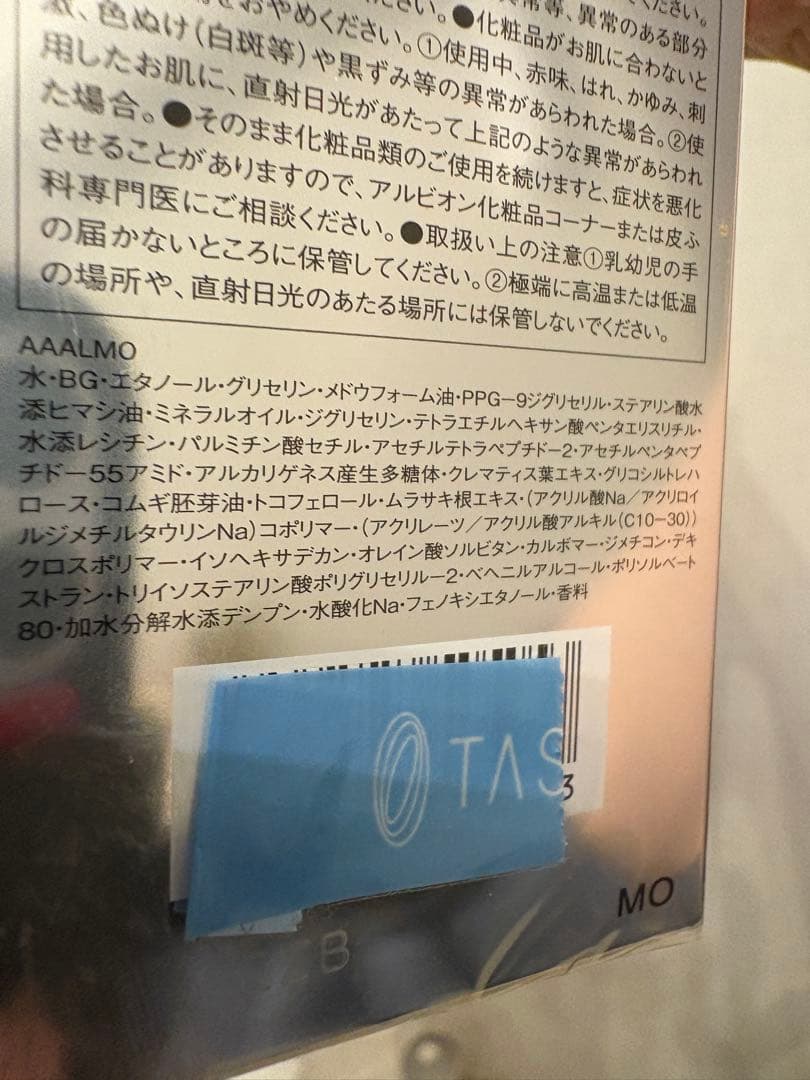 をおやめください。●化粧品がお肌に合わないと
激、色ぬけ(白斑等)や黒ずみ等の異常があらわれた場合。②使
用したお肌に、直射日光があたって上記のような異常があらわれ
た場合。●そのまま化粧品類のご使用を続けますと、症状を悪化
させることがありますので、アルビオン化粧品コーナーまたは皮ふ
科専門医にご相談ください。●取扱い上の注意①乳幼児の手
の届かないところに保管してください。②極端に高温または低温
の場所や、直射日光のあたる場所には保管しないでください。
AAALMO
水・BG・エタノール・グリセリン・メドウフォーム油・PPG-9ジグリセリル・ステアリン酸水
添ヒマシ油・ミネラルオイル・ジグリセリン・テトラエチルヘキサン酸ペンタエリスリチル・
水添レシチン・パルミチン酸セチル・アセチルテトラペプチド-2・アセチルペンタペプ
チド-55アミド・アルカリゲネス産生多糖体・クレマティス葉エキス・グリコシルトレハ
ロース・コムギ胚芽油・トコフェロール・ムラサキ根エキス・(アクリル酸Na/アクリロイ
ルジメチルタウリンNa)コポリマー・(アクリレーツ/アクリル酸アルキル(C10-30))
クロスポリマー・イソヘキサデカン・オレイン酸ソルビタン・カルボマー・ジメチコン・デキ
ストラン・トリイソステアリン酸ポリグリセリル-2・ベヘニルアルコール・ポリソルベート
80・加水分解水添デンプン・水酸化Na・フェノキシエタノール・香料
TAS
3
MO
B